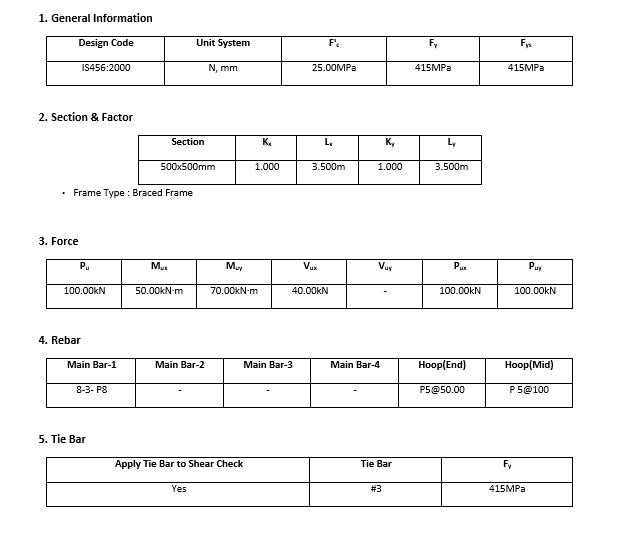 1. General Information
Design Code Unit System F'c Fy Fys
IS456:2000 N, mm 25.00MPa 415MPa 415MPa
2. Section & Factor
Section Kx Lx Ky Ly
500x500mm 1.000 3.500m 1.000 3.500m
• Frame Type : Braced Frame
3. Force
Pu Mux Muy Vux Vuy Pux Puy
100.00kN 50.00kN·m 70.00kN·m 40.00kN - 100.00kN 100.00kN
4. Rebar
Main Bar-1 Main Bar-2 Main Bar-3 Main Bar-4 Hoop(End) Hoop(Mid)
8-3- P8 - - - P5@50.00 P 5@100
5. Tie Bar
Apply Tie Bar to Shear Check Tie Bar Fy
Yes #3 415MPa